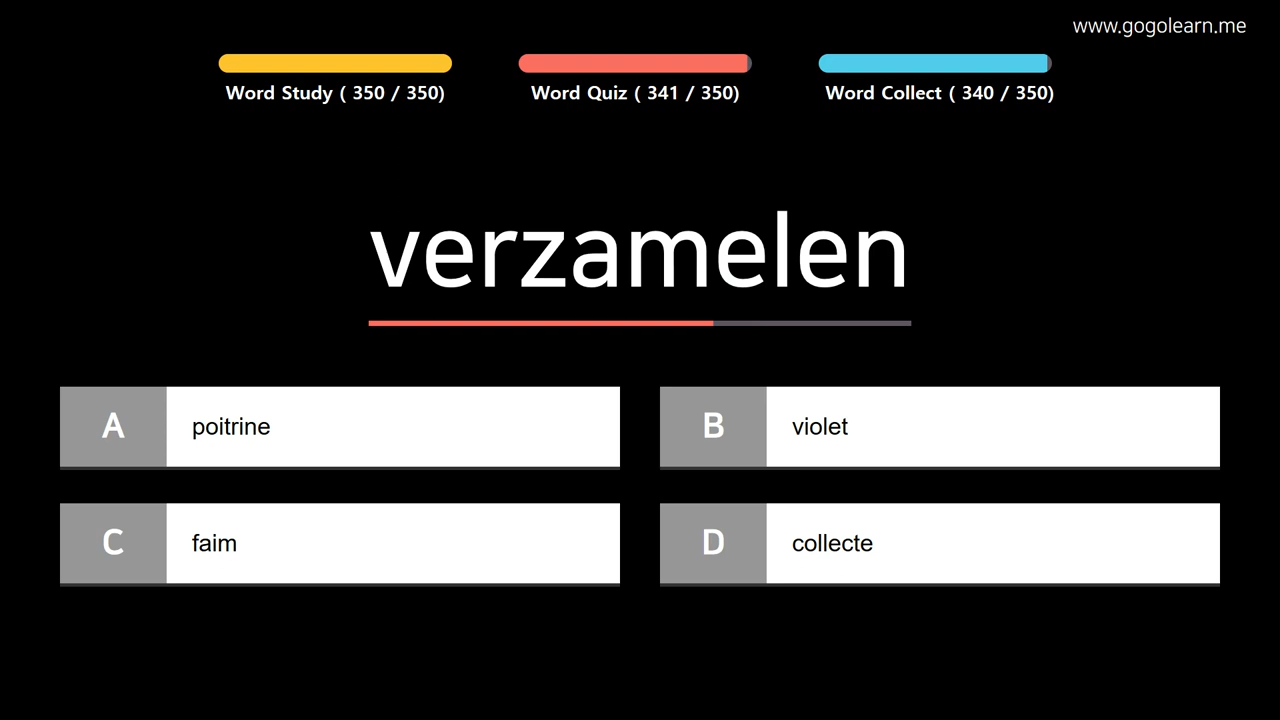 www.gogolearn.me
Word Study ( 350 / 350)
Word Quiz ( 341 / 350)
Word Collect ( 340 / 350)
verzamelen
A poitrine
B violet
C faim
D collecte